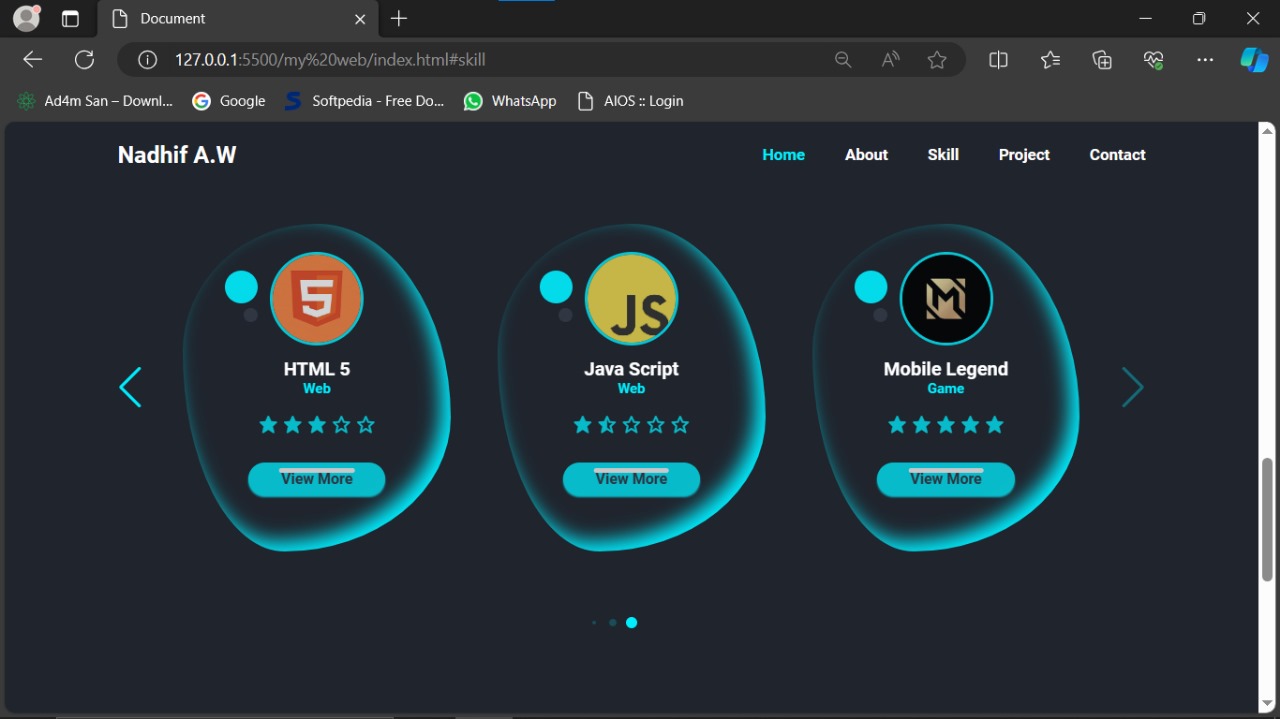 Document
127.0.0.1:5500/my%20web/index.html#skill
Ad4m San – Downl... Google Softpedia - Free Do... WhatsApp AIOS :: Login
Nadhif A.W Home About Skill Project Contact
HTML 5
Web
View More
JS
Java Script
Web
View More
M
Mobile Legend
Game
View More